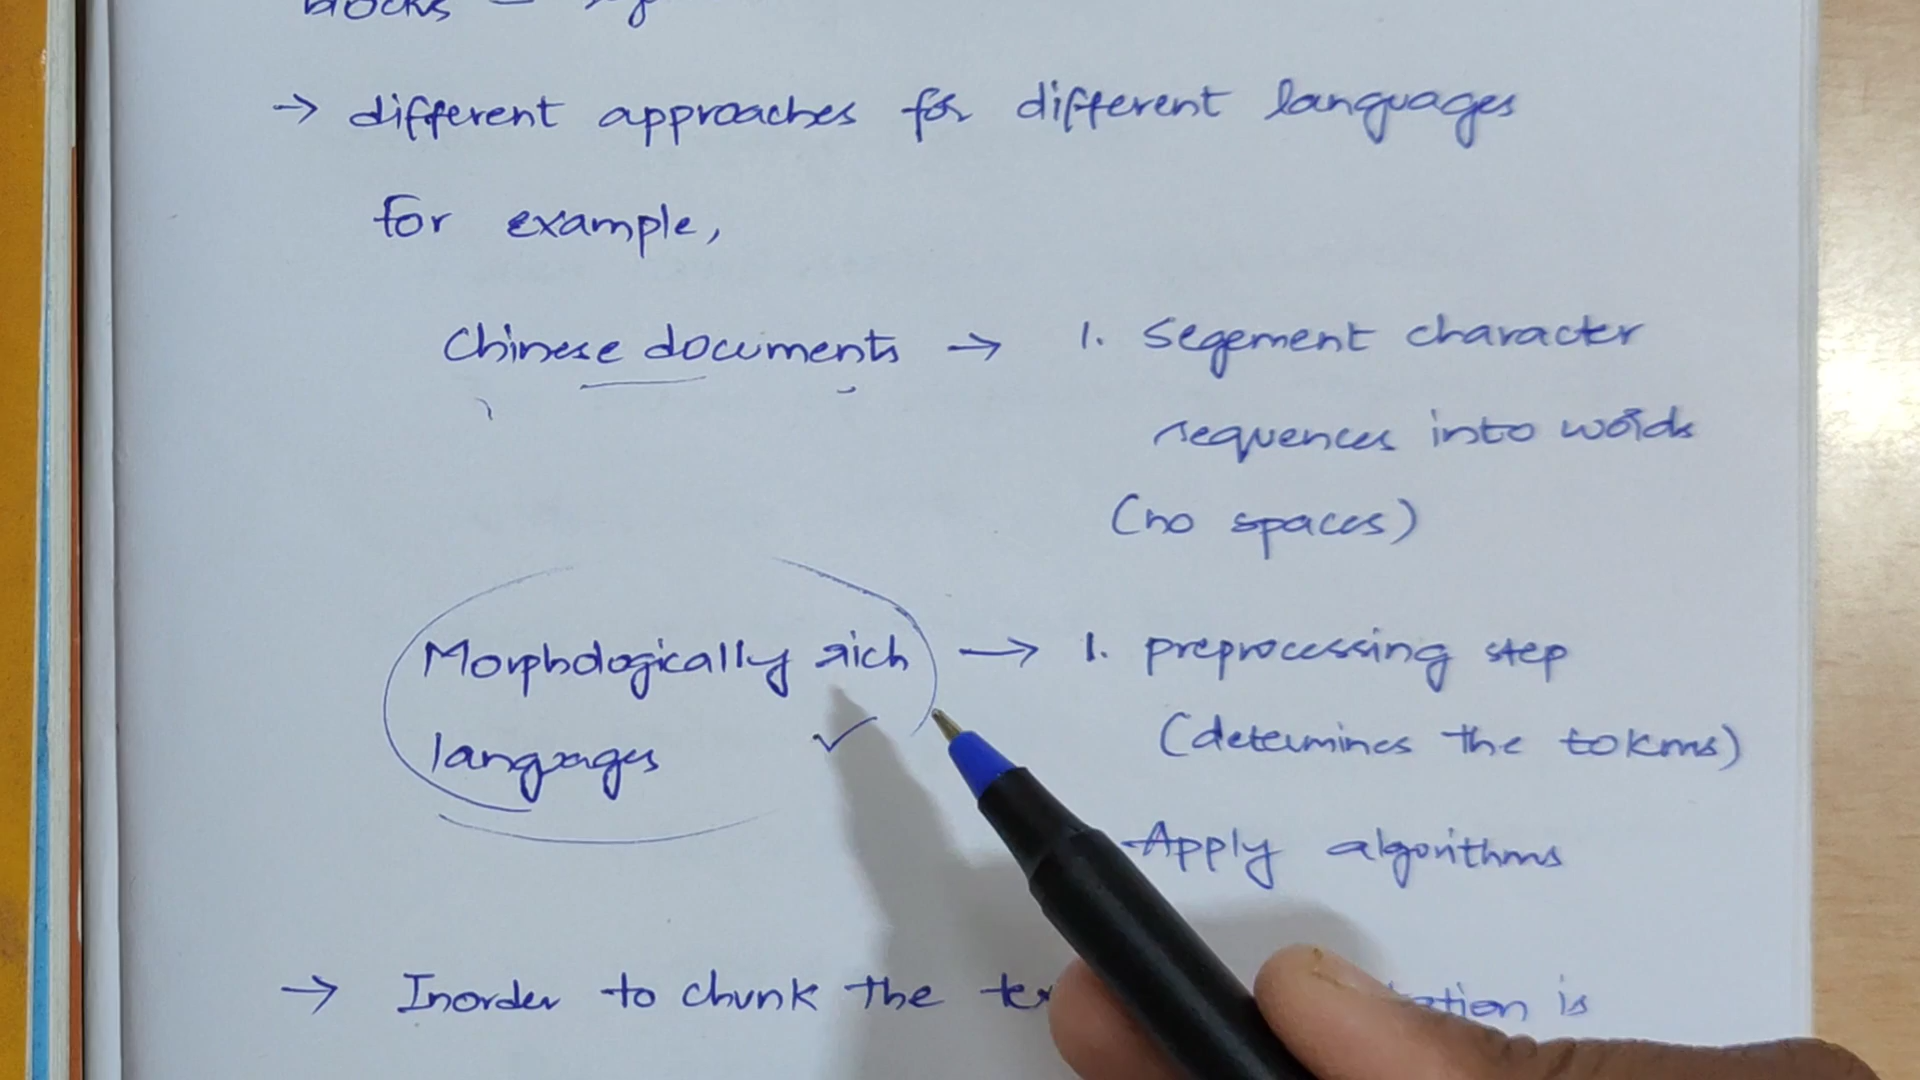 blocks -
→ different approaches for different languages
for example,
Chinese documents → 1. Segement character
sequences into words
(no spaces)
Morphologically rich → 1. preprocessing step
languages ✓ (determines the tokens)
Apply algorithms
→ Inorder to chunk the is